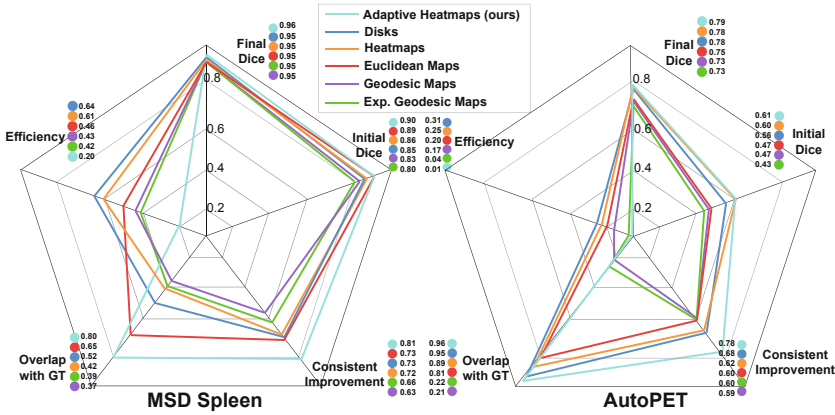 Adaptive Heatmaps (ours)
Disks
Heatmaps
Euclidean Maps
Geodesic Maps
Exp. Geodesic Maps
Final
Dice
0.96
0.95
0.95
0.95
0.95
0.95
0.8
0.6
0.4
0.2
Efficiency
0.64
0.61
0.46
0.43
0.42
0.20
Initial
Dice
0.90
0.89
0.86
0.85
0.83
0.80
Overlap
with GT
0.80
0.65
0.52
0.42
0.39
0.37
Consistent
Improvement
0.81
0.73
0.73
0.72
0.66
0.63
MSD Spleen
Final
Dice
0.79
0.78
0.78
0.75
0.73
0.73
0.8
0.6
0.4
0.2
Efficiency
0.31
0.25
0.20
0.17
0.04
0.01
Initial
Dice
0.61
0.60
0.56
0.47
0.47
0.43
Overlap
with GT
0.96
0.95
0.89
0.81
0.22
0.21
Consistent
Improvement
0.78
0.68
0.62
0.60
0.60
0.59
AutoPET